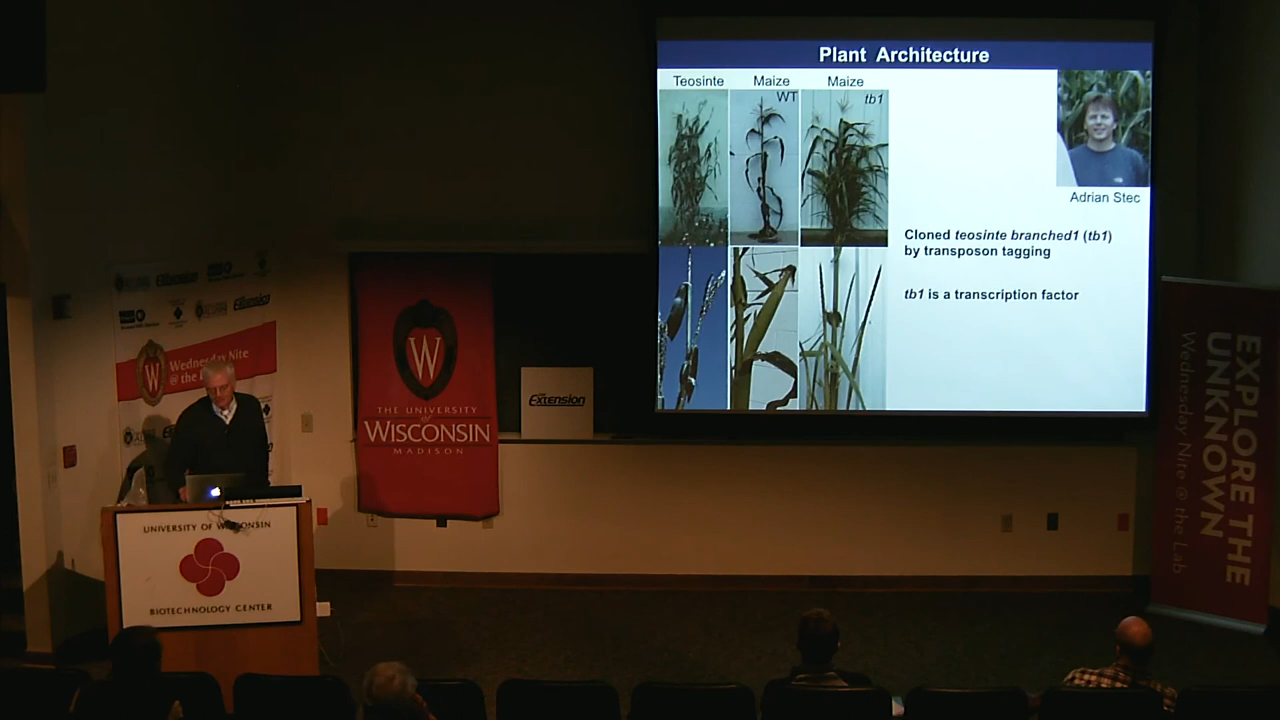 Plant Architecture
Teosinte
Maize
Maize
WT
tb1
Adrian Stec
Cloned teosinte branched1 (tb1)
by transposon tagging
tb1 is a transcription factor
Extension
Wednesday Nite
@ the
W
THE UNIVERSITY
of
WISCONSIN
MADISON
Extension
UNIVERSITY OF WISCONSIN
BIOTECHNOLOGY CENTER
EXPLORE THE
UNKNOWN
Wednesday Nite @ the Lab